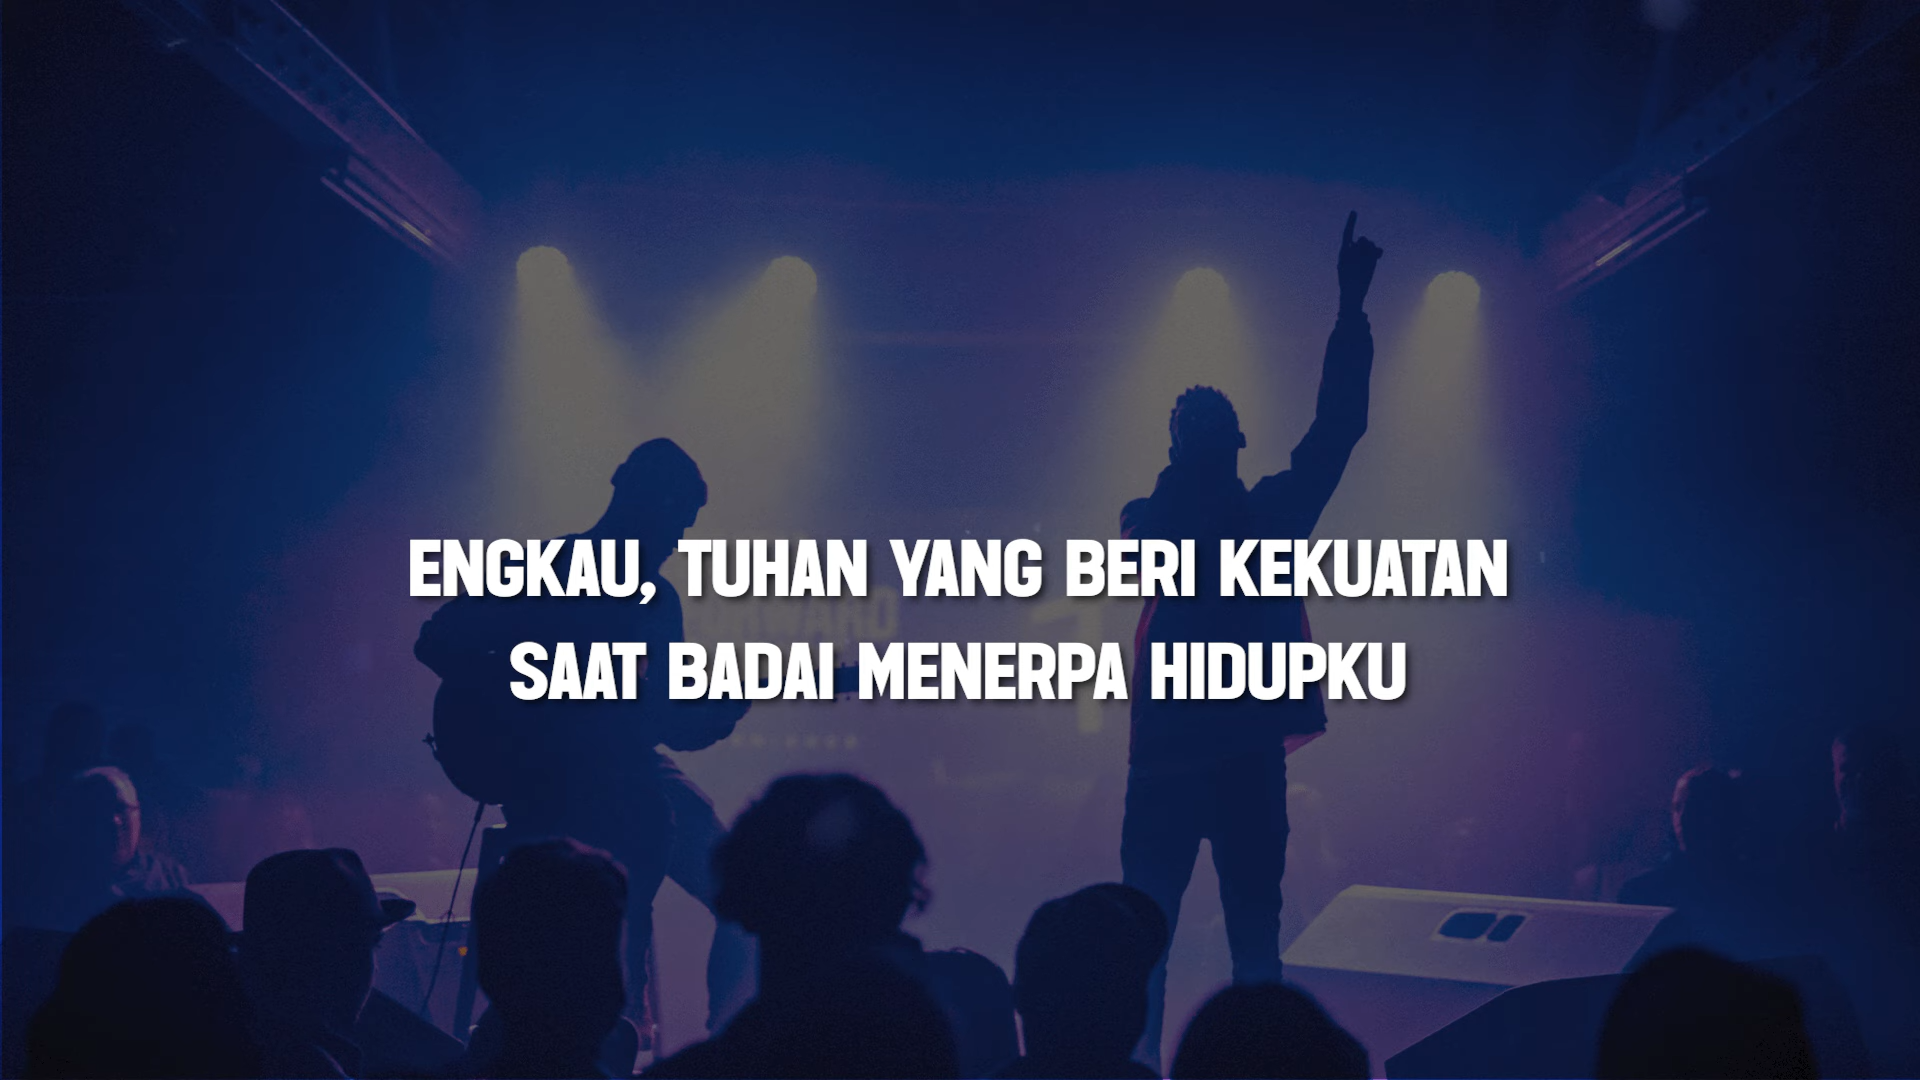 ENGKAU, TUHAN YANG BERI KEKUATAN
SAAT BADAI MENERPA HIDUPKU